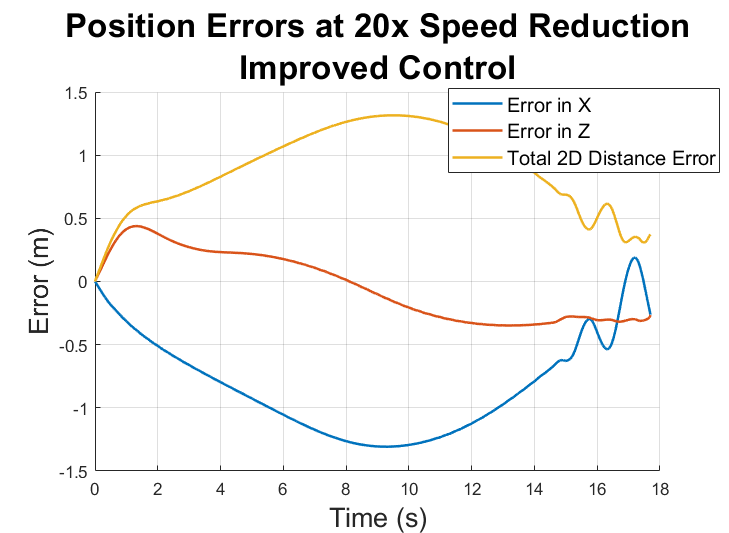 Position Errors at 20x Speed Reduction
Improved Control
Error in X
Error in Z
Total 2D Distance Error
1.5
1
0.5
0
-0.5
-1
-1.5
Error (m)
0 2 4 6 8 10 12 14 16 18
Time (s)